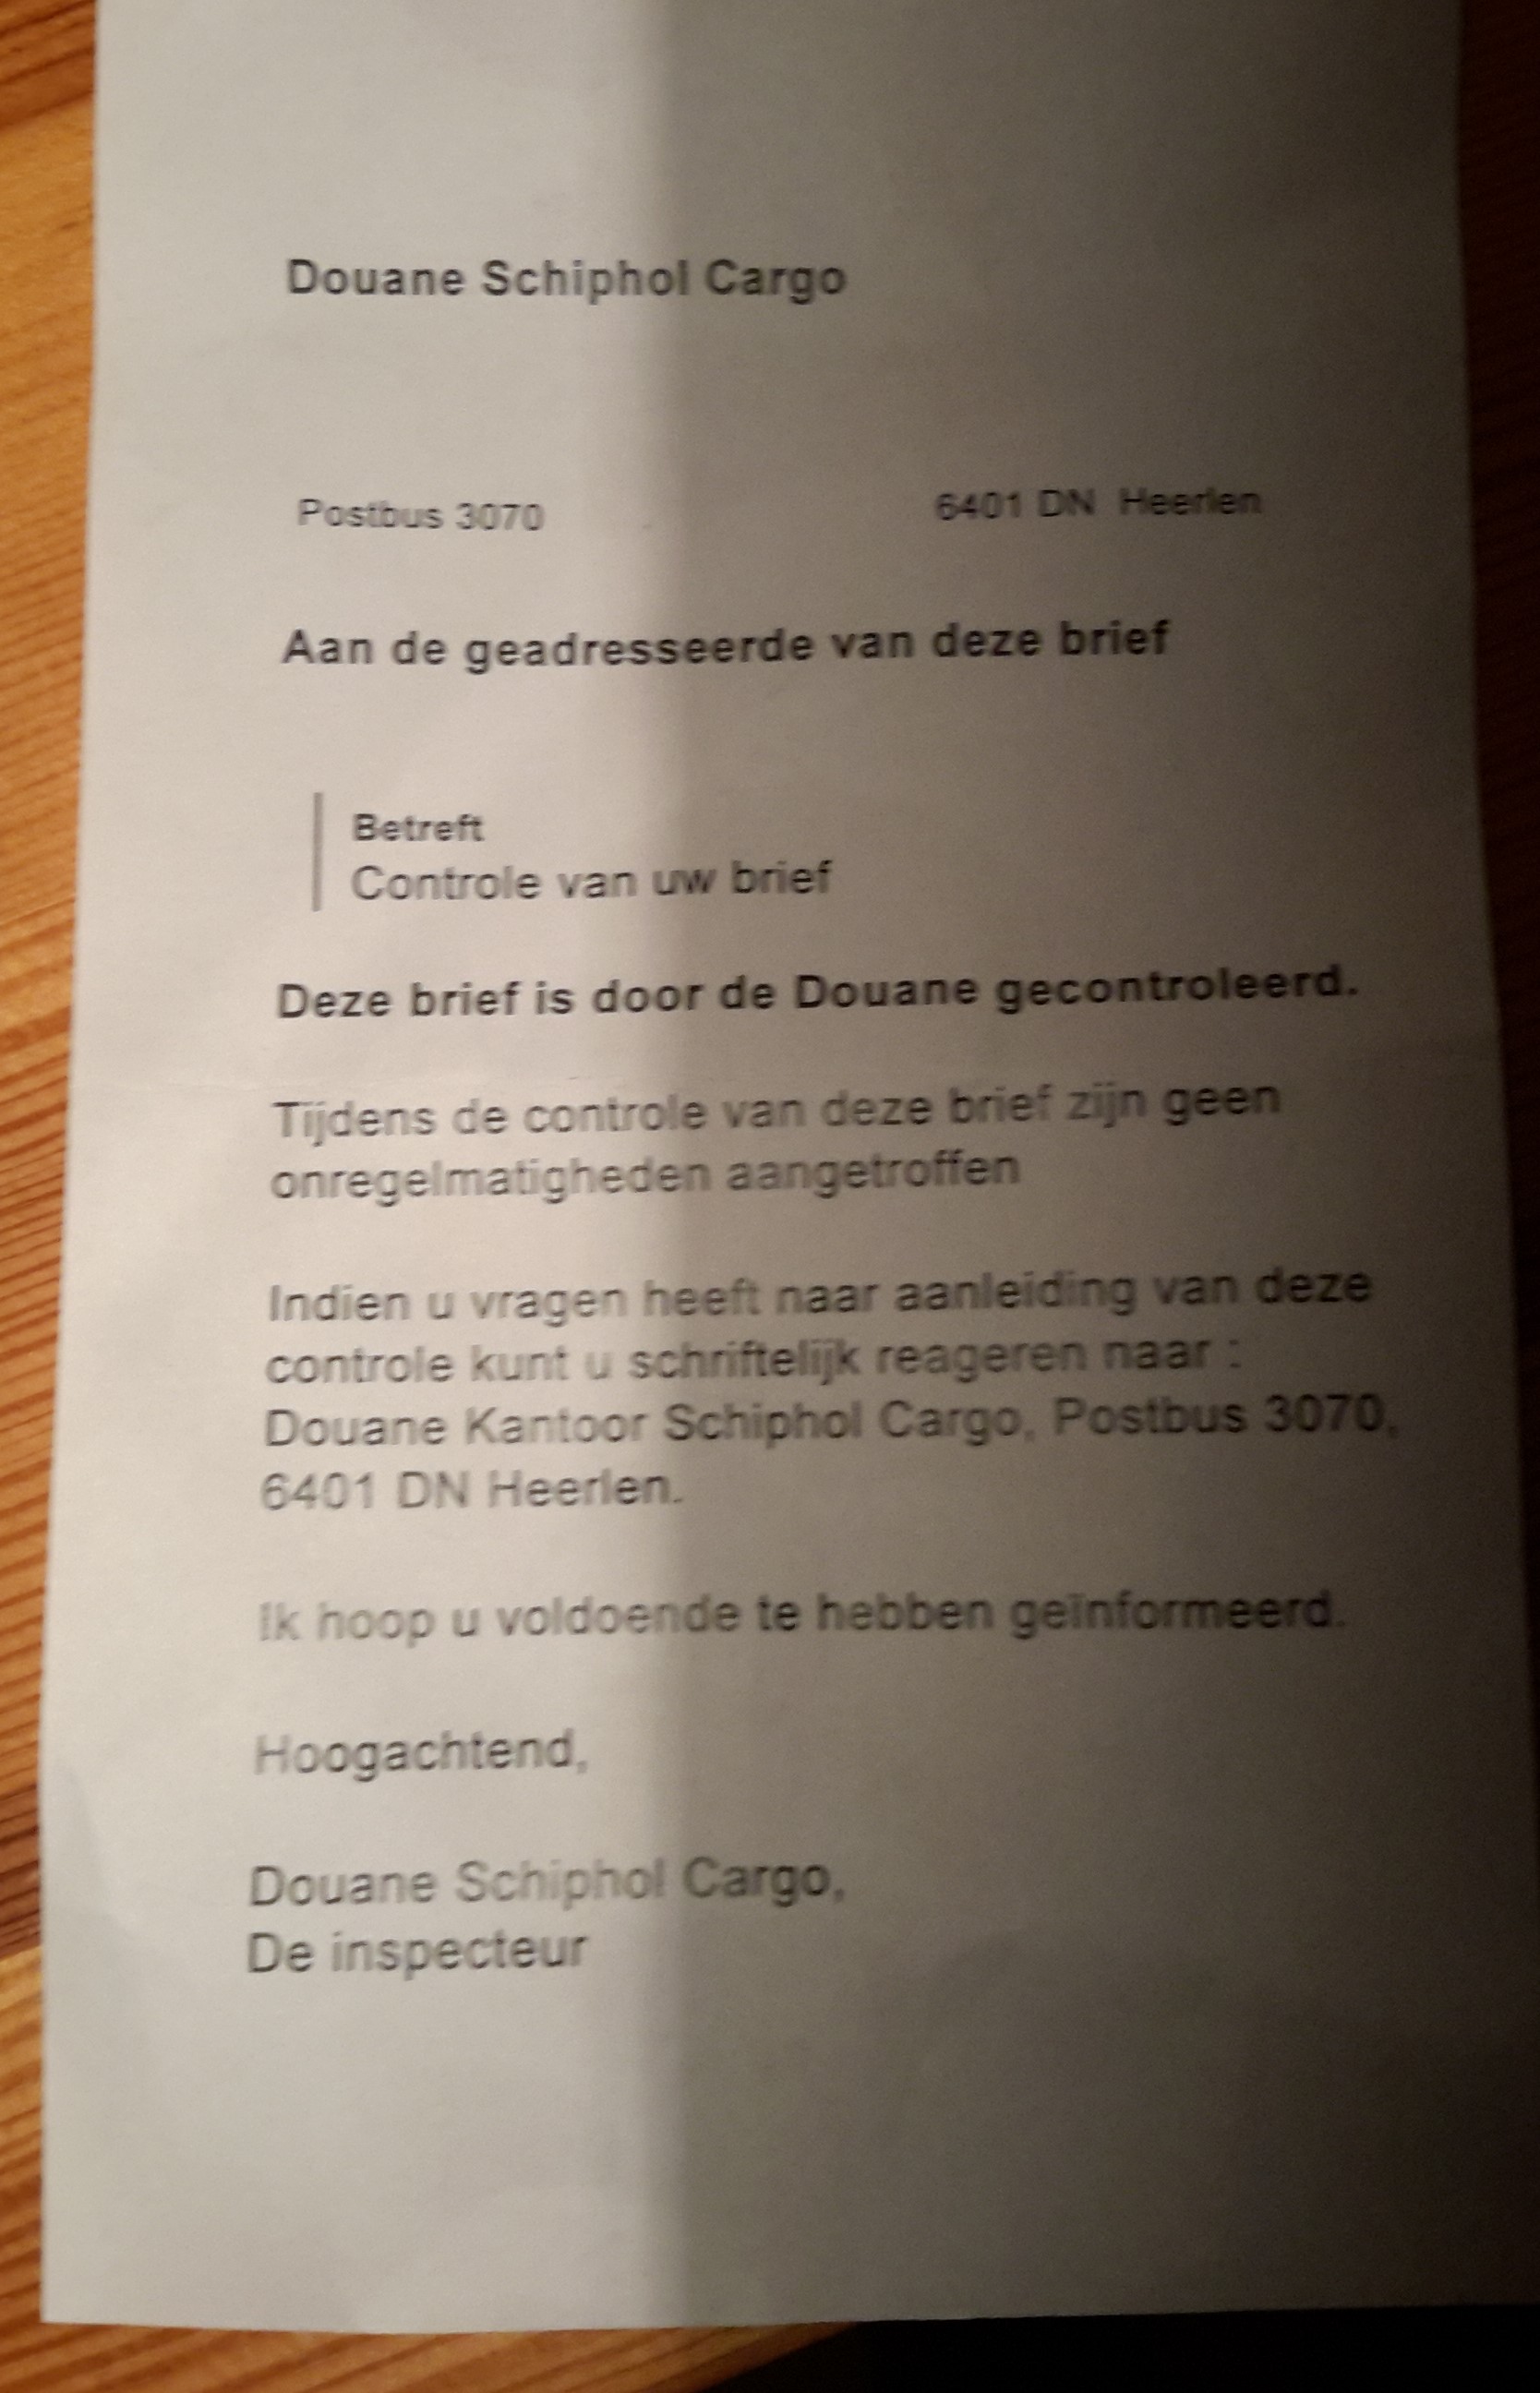 Douane Schiphol Cargo
Postbus 3070 6401 DN Heerlen
Aan de geadresseerde van deze brief
Betreft
Controle van uw brief
Deze brief is door de Douane gecontroleerd.
Tijdens de controle van deze brief zijn geen
onregelmatigheden aangetroffen
Indien u vragen heeft naar aanleiding van deze
controle kunt u schriftelijk reageren naar :
Douane Kantoor Schiphol Cargo, Postbus 3070,
6401 DN Heerlen.
Ik hoop u voldoende te hebben geïnformeerd.
Hoogachtend,
Douane Schiphol Cargo,
De inspecteur